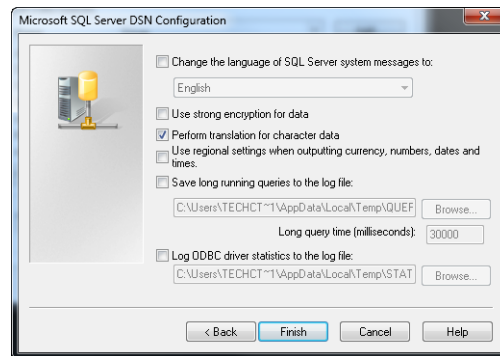 Microsoft SQL Server DSN Configuration
Change the language of SQL Server system messages to:
English
Use strong encryption for data
Perform translation for character data
Use regional settings when outputting currency, numbers, dates and
times.
Save long running queries to the log file:
C:\Users\TECHCT~1\AppData\Local\Temp\QUEF
Browse...
Long query time (milliseconds):
30000
Log ODBC driver statistics to the log file:
C:\Users\TECHCT~1\AppData\Local\Temp\STAT
Browse...
< Back
Finish
Cancel
Help